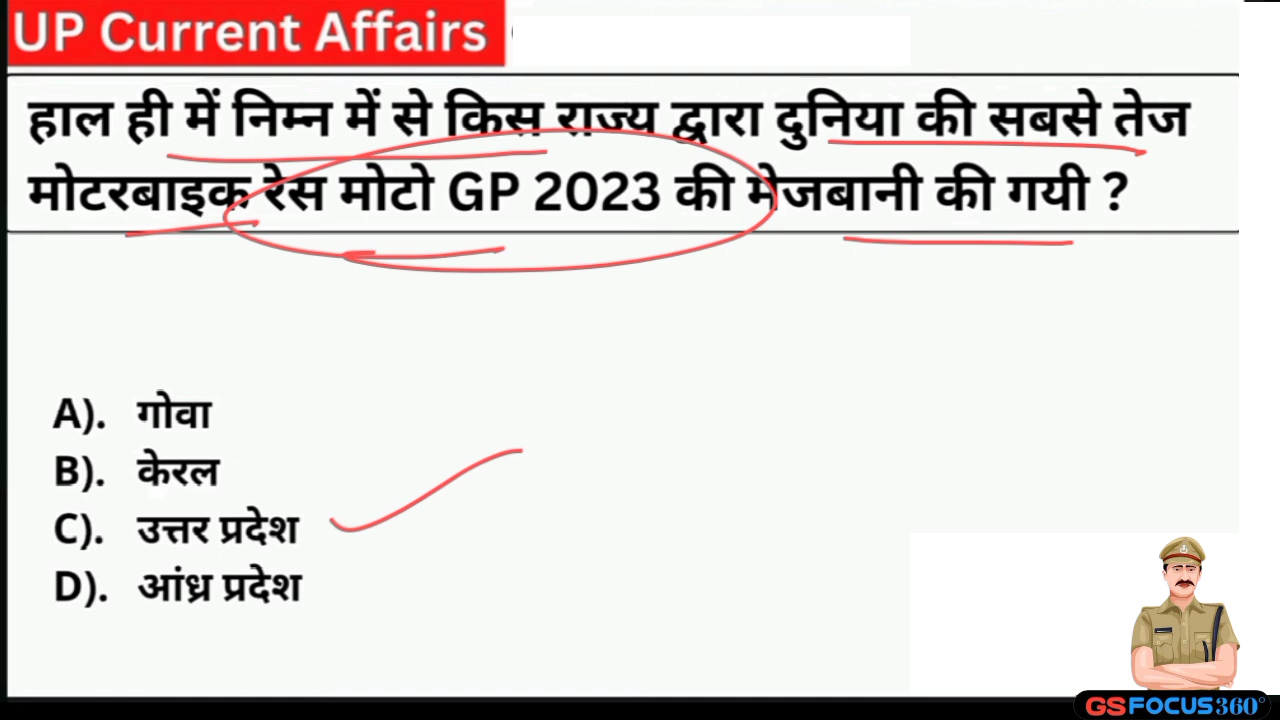 UP Current Affairs
हाल ही में निम्न में से किस राज्य द्वारा दुनिया की सबसे तेज
मोटरबाइक रेस मोटो GP 2023 की मेजबानी की गयी ?
A). गोवा
B). केरल
C). उत्तर प्रदेश
D). आंध्र प्रदेश
GSFOCUS360°